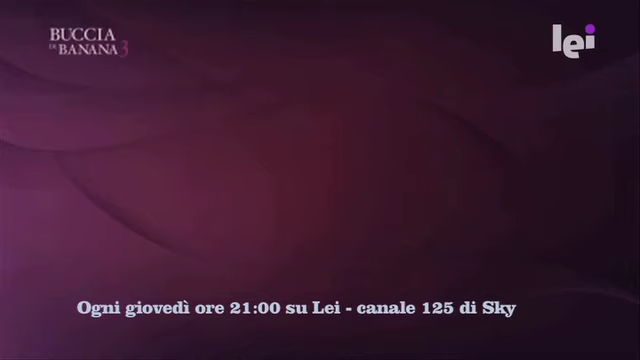 BUCCIA
DI BANANA 3
lei
Ogni giovedì ore 21:00 su Lei - canale 125 di Sky